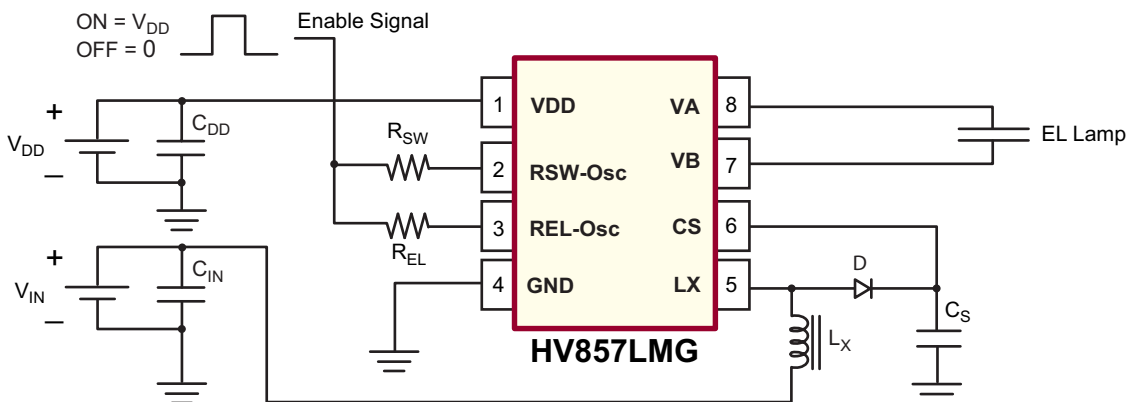 ON = VDD
OFF = 0
Enable Signal
1 VDD
VA 8
+
CDD
VDD
−
RSW
EL Lamp
2 RSW-Osc
VB 7
3 REL-Osc
CS 6
REL
+
CIN
VIN
−
4 GND
LX 5
D
CS
LX
HV857LMG